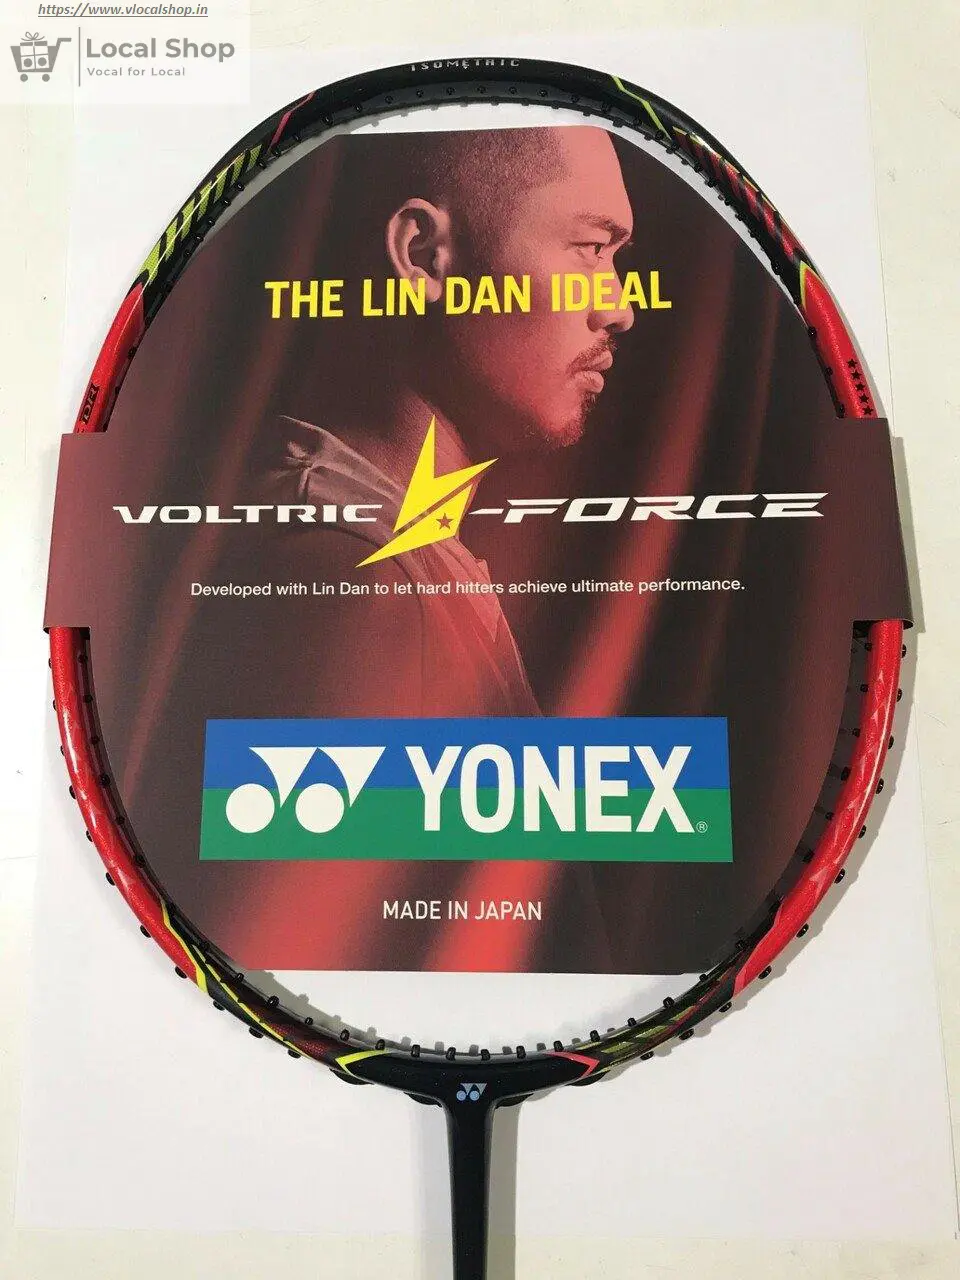 https://www.vlocalshop.in
Local Shop
Vocal for Local
ISOMETRIC
THE LIN DAN IDEAL
VOLTRIC -FORCE
Developed with Lin Dan to let hard hitters achieve ultimate performance.
YONEX ®
MADE IN JAPAN